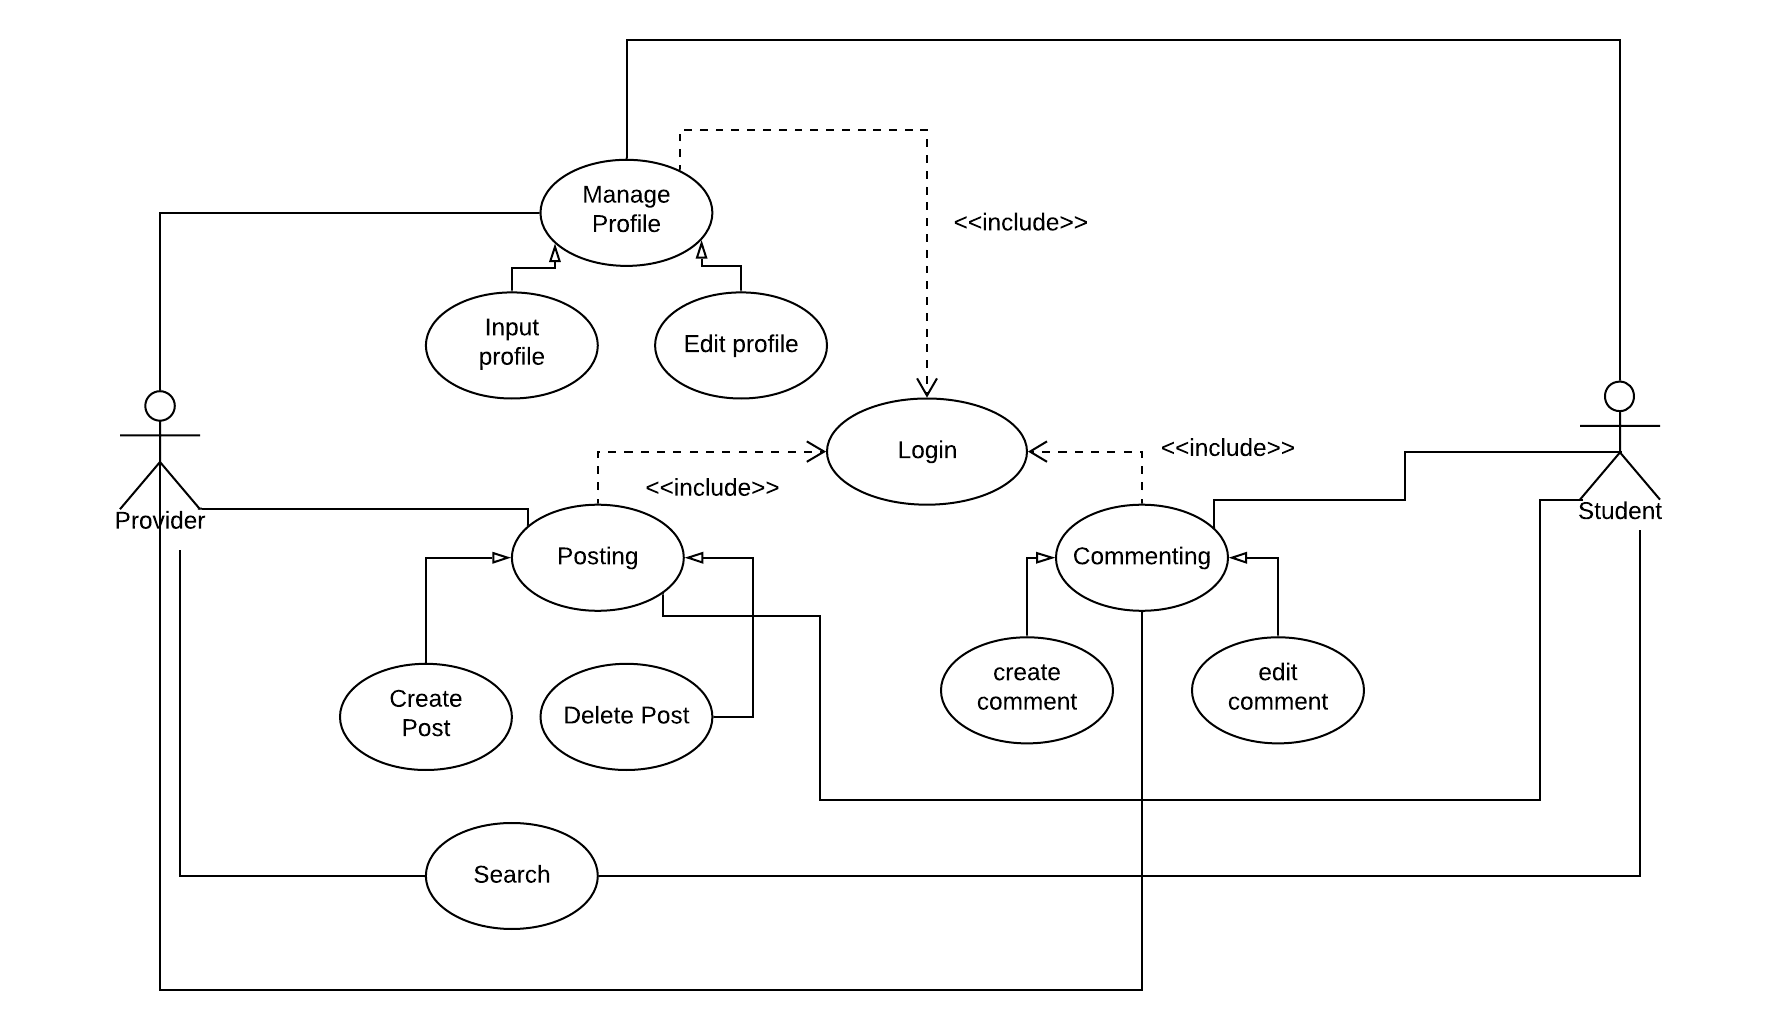 Manage
Profile
<<include>>
Input
profile
Edit profile
Login
<<include>>
<<include>>
Provider
Student
Posting
Commenting
Create
Post
Delete Post
create
comment
edit
comment
Search